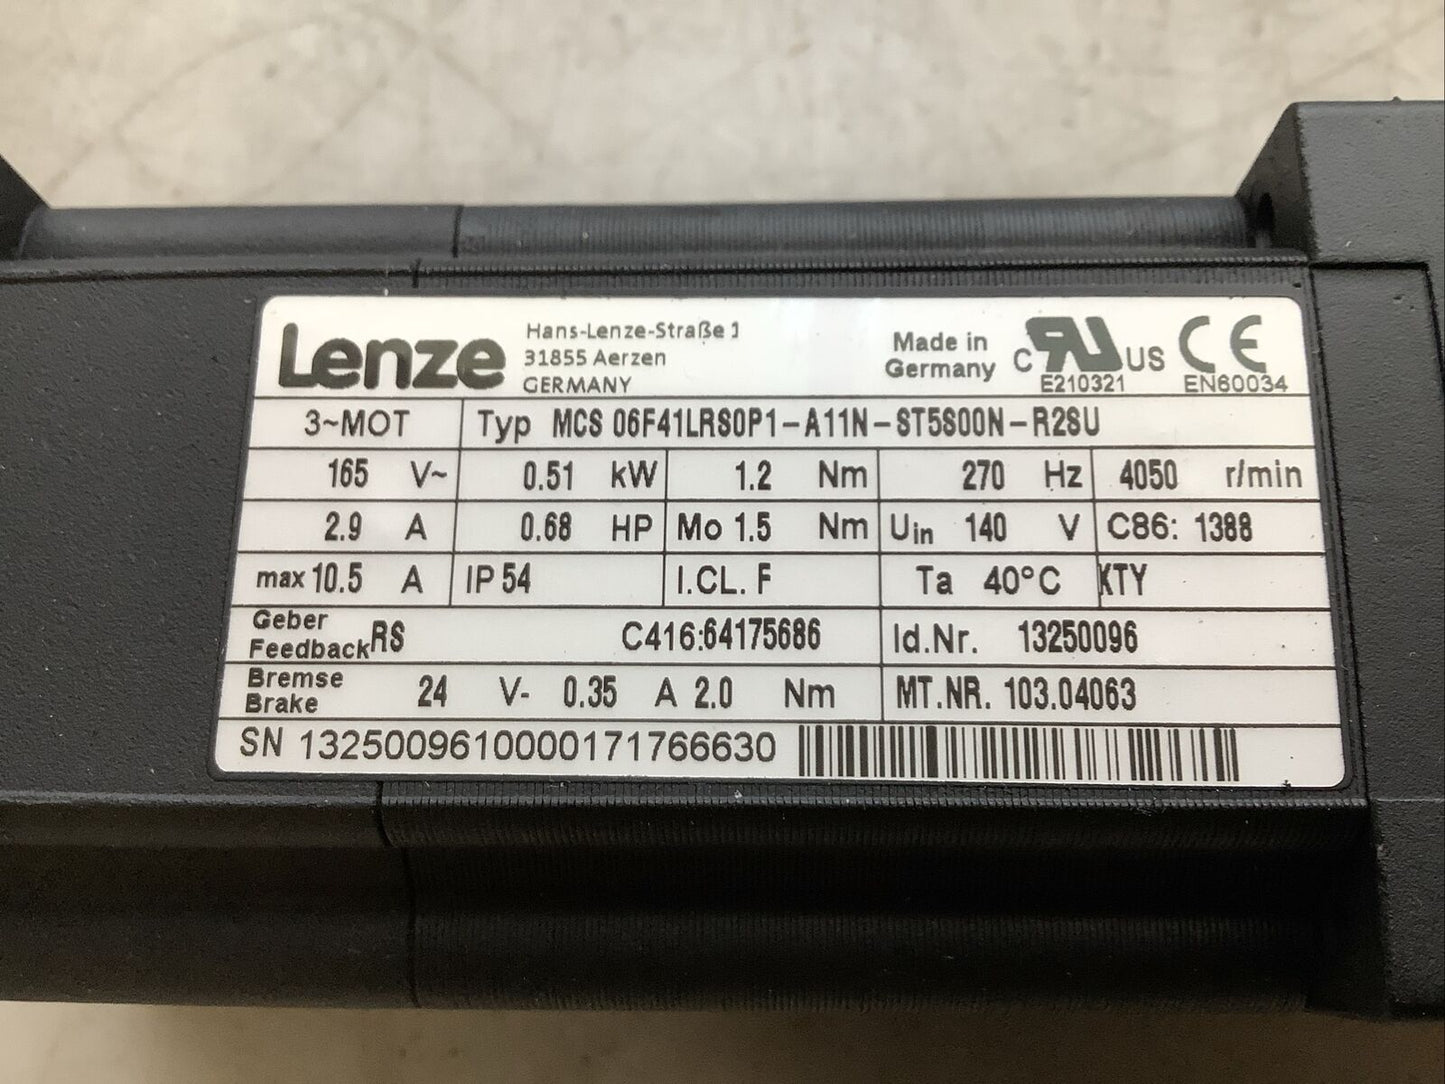 Lenze
Hans-Lenze-Straße 1
31855 Aerzen
GERMANY
Made in
Germany
c RU US
E210321
CE
EN60034
3~MOT Typ MCS 06F41LRS0P1-A11N-ST5S00N-R2SU
165 V~ 0.51 kW 1.2 Nm 270 Hz 4050 r/min
2.9 A 0.68 HP Mo 1.5 Nm Uin 140 V C86: 1388
max 10.5 A IP 54 I.CL. F Ta 40°C KTY
Geber
Feedback RS C416:64175686 Id.Nr. 13250096
Bremse
Brake 24 V- 0.35 A 2.0 Nm MT.NR. 103.04063
SN 1325009610000171766630